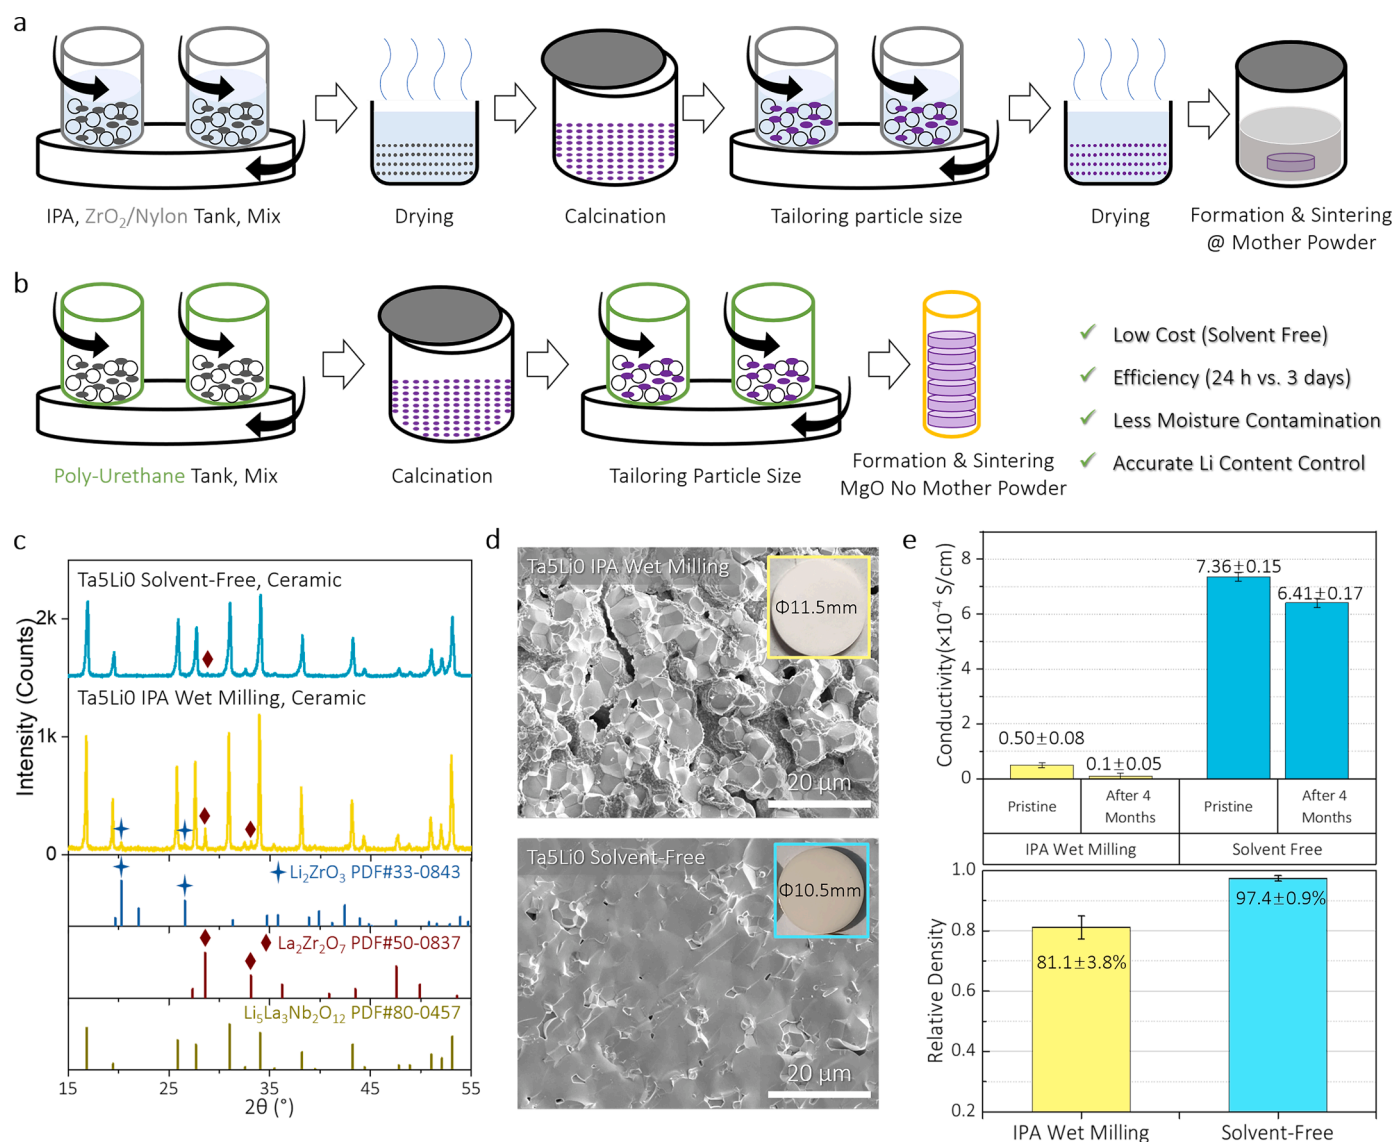 a
IPA, ZrO₂/Nylon Tank, Mix
Drying
Calcination
Tailoring particle size
Drying
Formation & Sintering
@ Mother Powder
b
Poly-Urethane Tank, Mix
Calcination
Tailoring Particle Size
Formation & Sintering
MgO No Mother Powder
✓ Low Cost (Solvent Free)
✓ Efficiency (24 h vs. 3 days)
✓ Less Moisture Contamination
✓ Accurate Li Content Control
c
Ta5Li0 Solvent-Free, Ceramic
2k
Ta5Li0 IPA Wet Milling, Ceramic
1k
0
Intensity (Counts)
Li₂ZrO₃ PDF#33-0843
La₂Zr₂O₇ PDF#50-0837
Li₅La₃Nb₂O₁₂ PDF#80-0457
15 25 35 45 55
2θ (°)
d
Ta5Li0 IPA Wet Milling
Φ11.5mm
20 μm
Ta5Li0 Solvent-Free
Φ10.5mm
20 μm
e
Conductivity(×10⁻⁴ S/cm)
8
6
4
2
0
0.50±0.08
0.1±0.05
7.36±0.15
6.41±0.17
Pristine
After 4
Months
Pristine
After 4
Months
IPA Wet Milling
Solvent Free
Relative Density
1.0
0.8
0.6
0.4
0.2
81.1±3.8%
97.4±0.9%
IPA Wet Milling
Solvent-Free